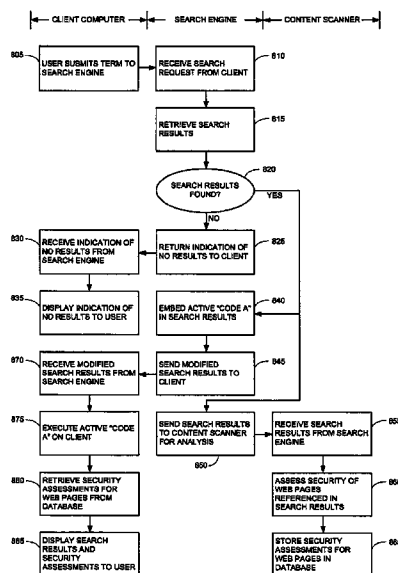 CLIENT COMPUTER
SEARCH ENGINE
CONTENT SCANNER
805
USER SUBMITS TERM TO
SEARCH ENGINE
810
RECEIVE SEARCH
REQUEST FROM CLIENT
815
RETRIEVE SEARCH
RESULTS
820
SEARCH RESULTS
FOUND?
YES
NO
830
RECEIVE INDICATION OF
NO RESULTS FROM
SEARCH ENGINE
825
RETURN INDICATION OF
NO RESULTS TO CLIENT
835
DISPLAY INDICATION OF
NO RESULTS TO USER
840
EMBED ACTIVE "CODE A"
IN SEARCH RESULTS
870
RECEIVE MODIFIED
SEARCH RESULTS FROM
SEARCH ENGINE
845
SEND MODIFIED
SEARCH RESULTS TO
CLIENT
875
EXECUTE ACTIVE "CODE
A" ON CLIENT
SEND SEARCH RESULTS
TO CONTENT SCANNER
FOR ANALYSIS
850
RECEIVE SEARCH
RESULTS FROM SEARCH
ENGINE
880
RETRIEVE SECURITY
ASSESSMENTS FOR
WEB PAGES FROM
DATABASE
ASSESS SECURITY OF
WEB PAGES
REFERENCED IN
SEARCH RESULTS
885
DISPLAY SEARCH
RESULTS AND
SECURITY
ASSESSMENTS TO USER
STORE SECURITY
ASSESSMENTS FOR
WEB PAGES IN
DATABASE